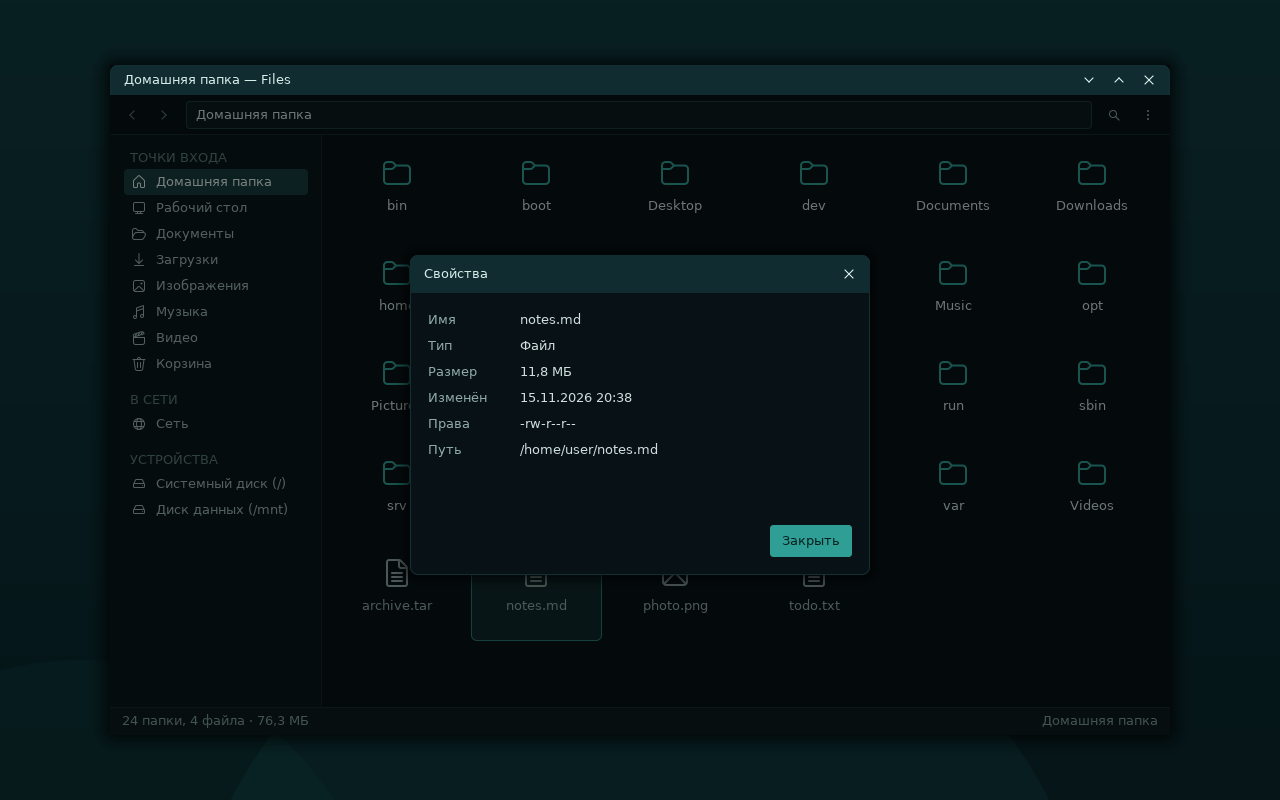 Домашняя папка — Files
Домашняя папка
ТОЧКИ ВХОДА
Домашняя папка
Рабочий стол
Документы
Загрузки
Изображения
Музыка
Видео
Корзина
В СЕТИ
Сеть
УСТРОЙСТВА
Системный диск (/)
Диск данных (/mnt)
bin boot Desktop dev Documents Downloads
hom Music opt
Pictur run sbin
srv var Videos
archive.tar notes.md photo.png todo.txt
Свойства
Имя notes.md
Тип Файл
Размер 11,8 МБ
Изменён 15.11.2026 20:38
Права -rw-r--r--
Путь /home/user/notes.md
Закрыть
24 папки, 4 файла · 76,3 МБ
Домашняя папка